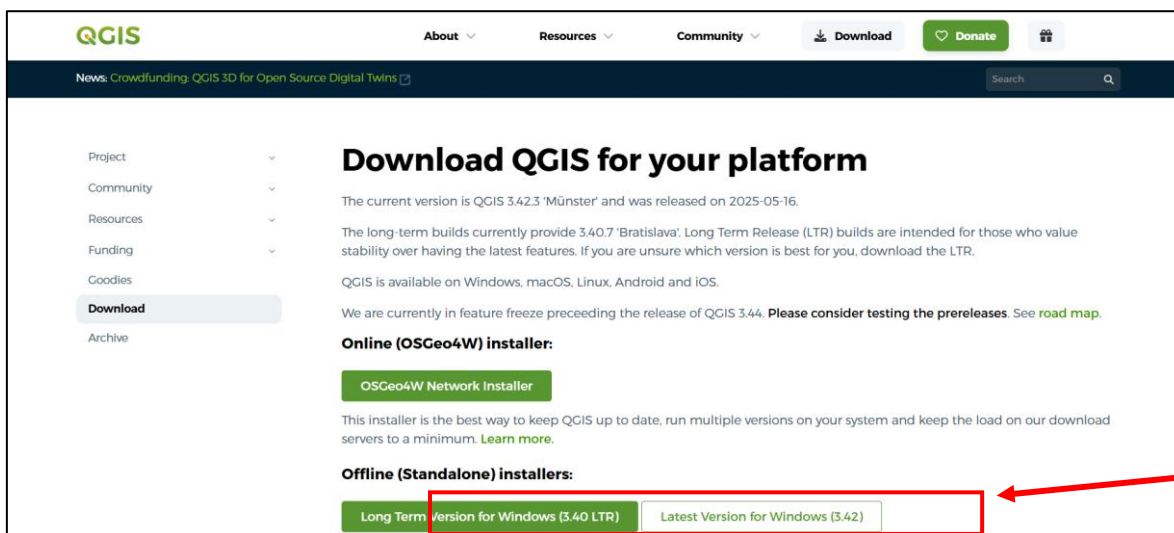 QGIS
About
Resources
Community
Download
Donate
News: Crowdfunding: QGIS 3D for Open Source Digital Twins
Search
Project
Community
Resources
Funding
Goodies
Download
Archive
Download QGIS for your platform
The current version is QGIS 3.42.3 'Münster' and was released on 2025-05-16.
The long-term builds currently provide 3.40.7 'Bratislava'. Long Term Release (LTR) builds are intended for those who value
stability over having the latest features. If you are unsure which version is best for you, download the LTR.
QGIS is available on Windows, macOS, Linux, Android and iOS.
We are currently in feature freeze preceeding the release of QGIS 3.44. Please consider testing the prereleases. See road map.
Online (OSGeo4W) installer:
OSGeo4W Network Installer
This installer is the best way to keep QGIS up to date, run multiple versions on your system and keep the load on our download
servers to a minimum. Learn more.
Offline (Standalone) installers:
Long Term Version for Windows (3.40 LTR)
Latest Version for Windows (3.42)